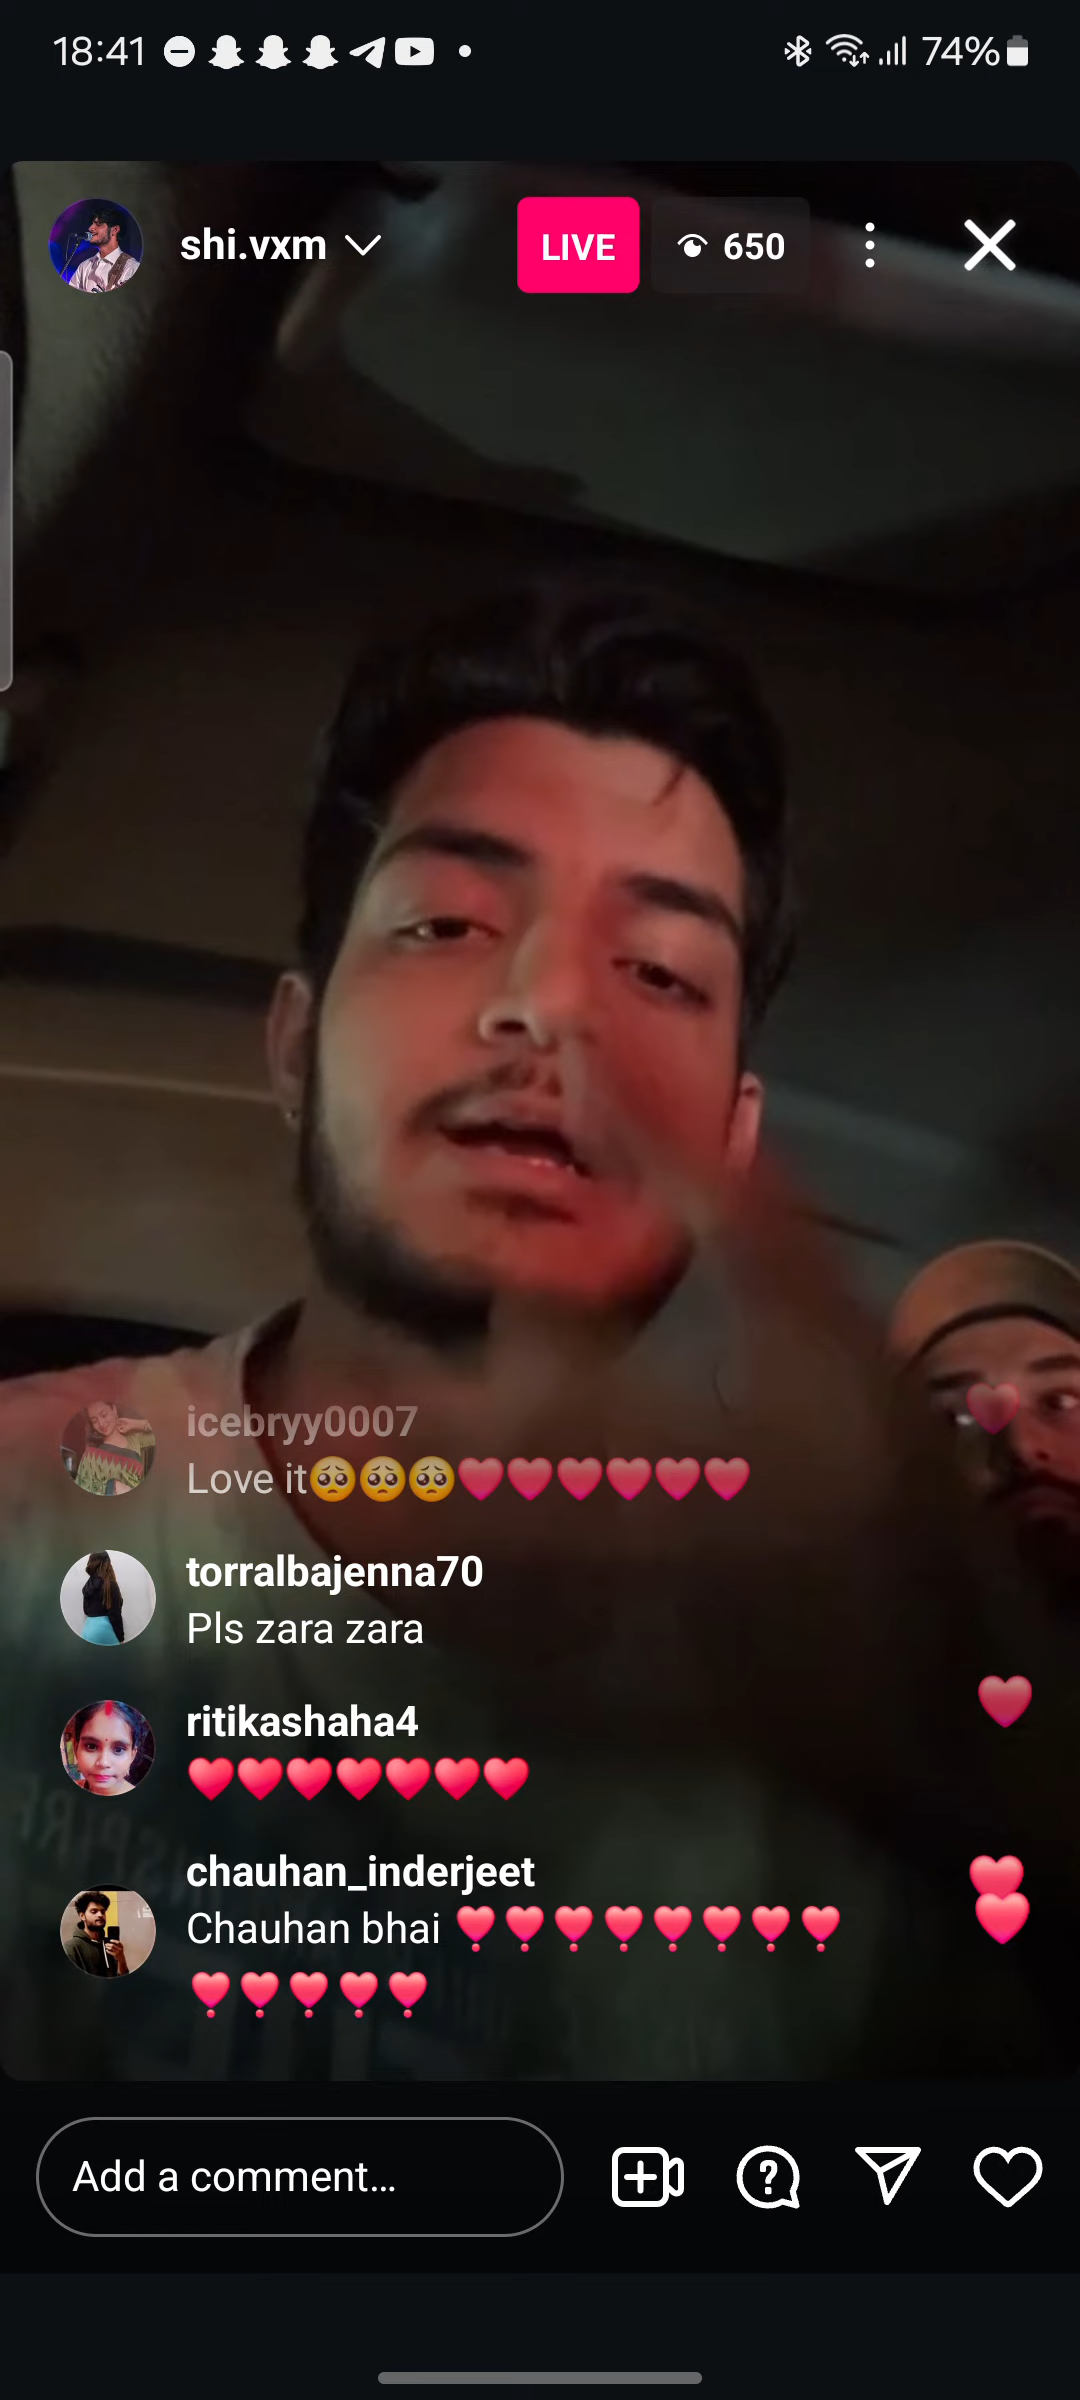 18:41
74%
shi.vxm
LIVE
650
icebryy0007
Love it🥺🥺🥺❤️❤️❤️❤️❤️❤️
torralbajenna70
Pls zara zara
ritikashaha4
❤️❤️❤️❤️❤️❤️❤️
chauhan_inderjeet
Chauhan bhai ❣️❣️❣️❣️❣️❣️❣️❣️
❣️❣️❣️❣️❣️
Add a comment...